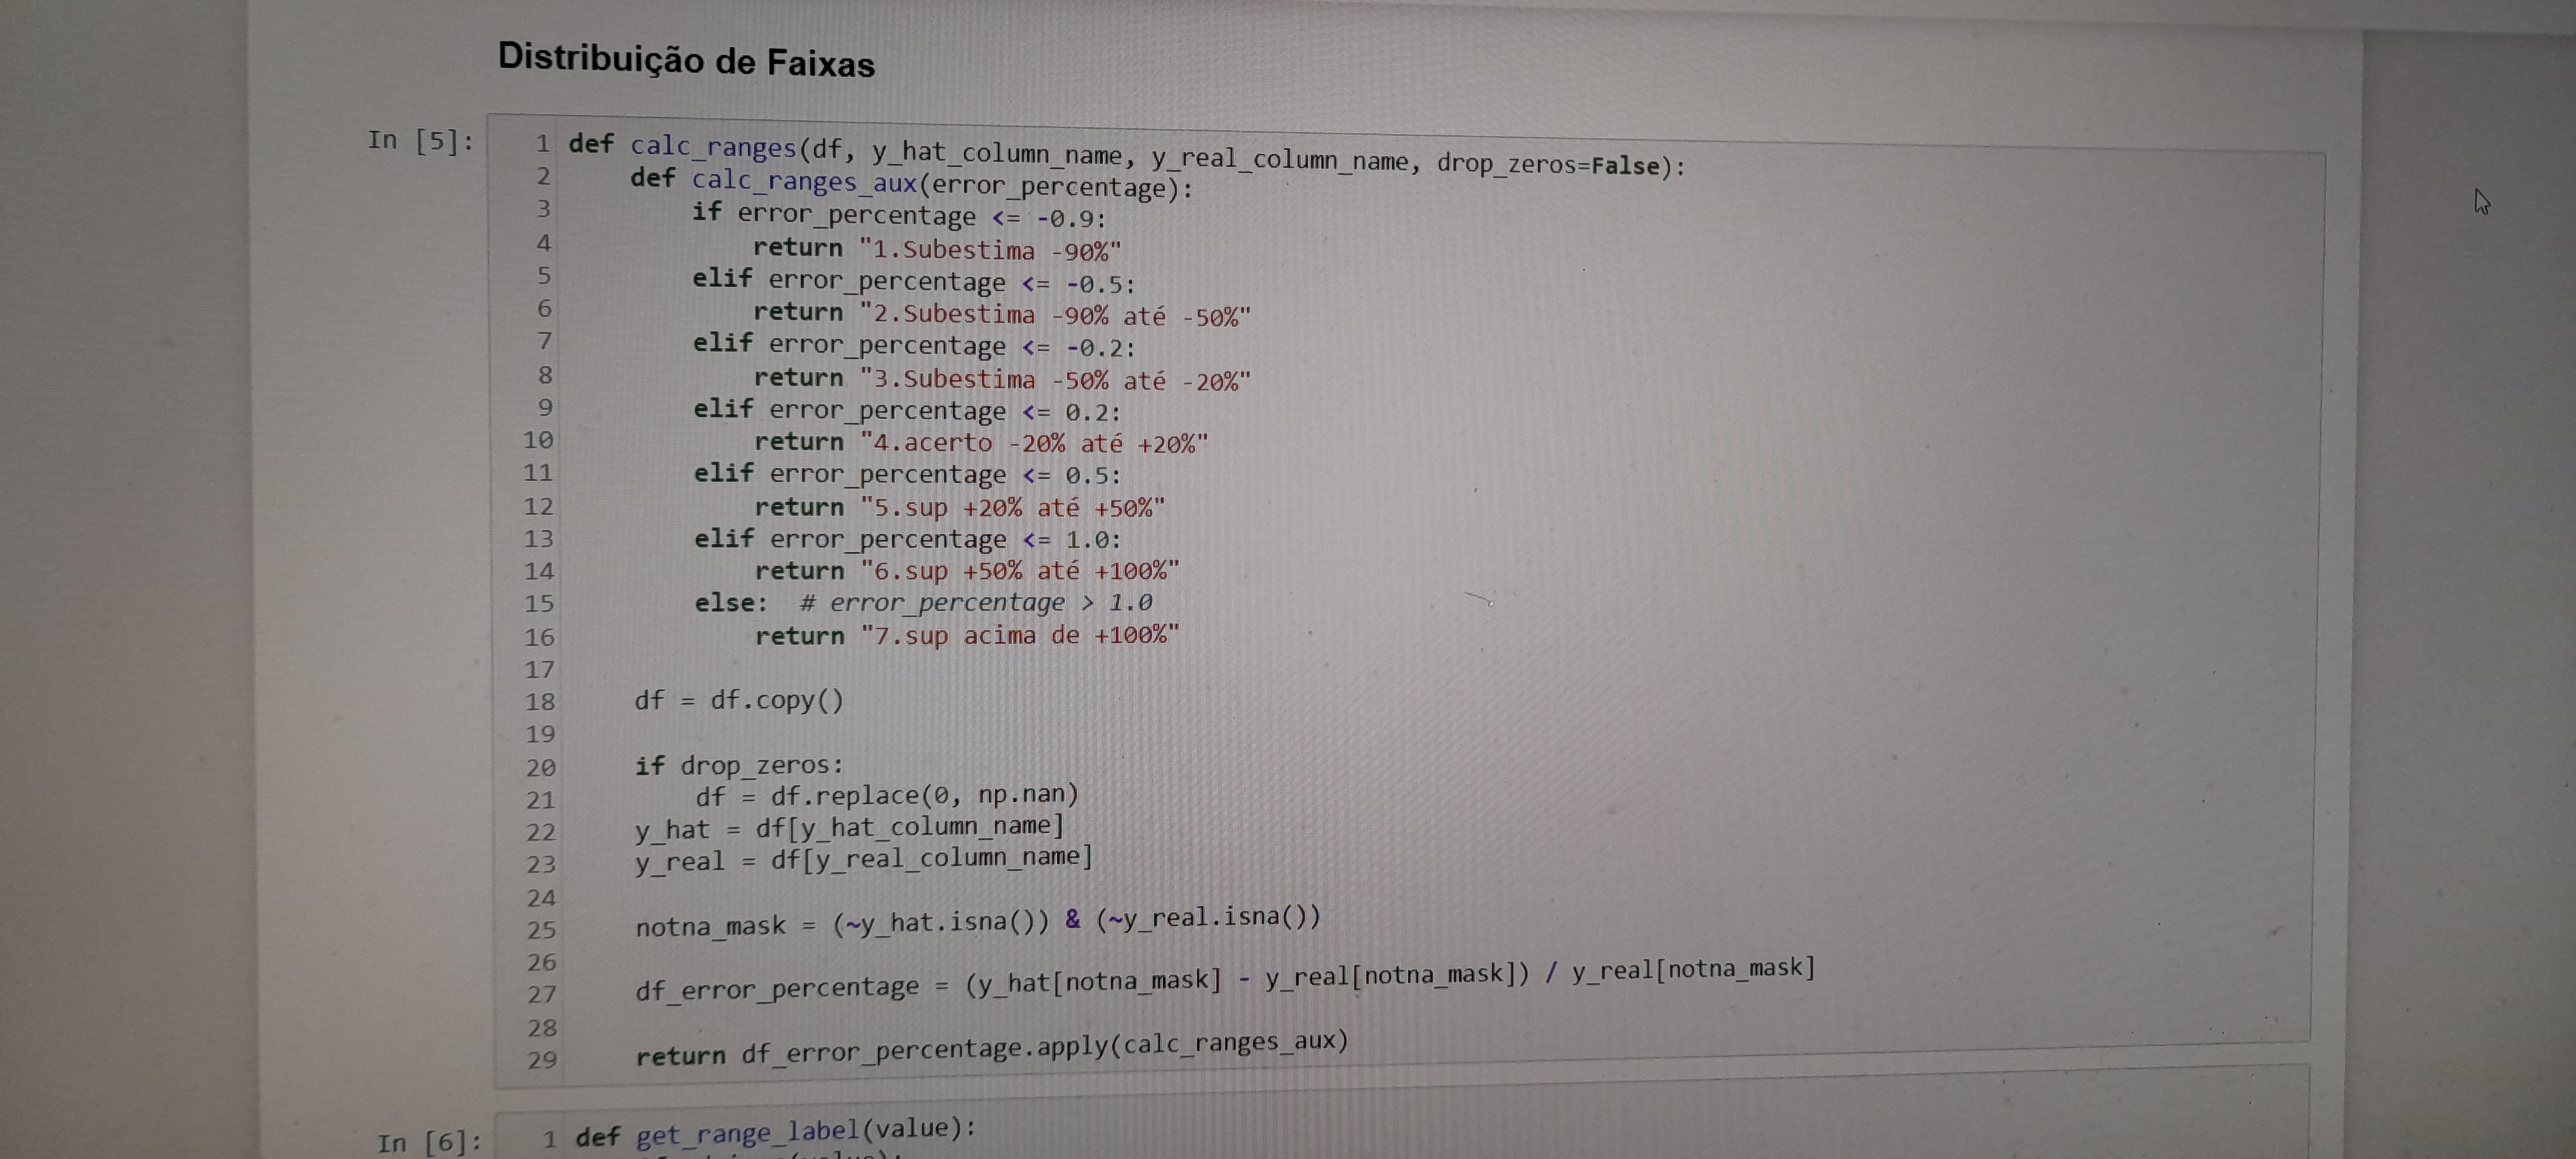 Distribuição de Faixas
In [5]:
1 def calc_ranges(df, y_hat_column_name, y_real_column_name, drop_zeros=False):
2     def calc_ranges_aux(error_percentage):
3         if error_percentage <= -0.9:
4             return "1.Subestima -90%"
5         elif error_percentage <= -0.5:
6             return "2.Subestima -90% até -50%"
7         elif error_percentage <= -0.2:
8             return "3.Subestima -50% até -20%"
9         elif error_percentage <= 0.2:
10             return "4.acerto -20% até +20%"
11         elif error_percentage <= 0.5:
12             return "5.sup +20% até +50%"
13         elif error_percentage <= 1.0:
14             return "6.sup +50% até +100%"
15         else:  # error_percentage > 1.0
16             return "7.sup acima de +100%"
17
18     df = df.copy()
19
20     if drop_zeros:
21         df = df.replace(0, np.nan)
22     y_hat = df[y_hat_column_name]
23     y_real = df[y_real_column_name]
24
25     notna_mask = (~y_hat.isna()) & (~y_real.isna())
26
27     df_error_percentage = (y_hat[notna_mask] - y_real[notna_mask]) / y_real[notna_mask]
28
29     return df_error_percentage.apply(calc_ranges_aux)
In [6]:
1 def get_range_label(value):